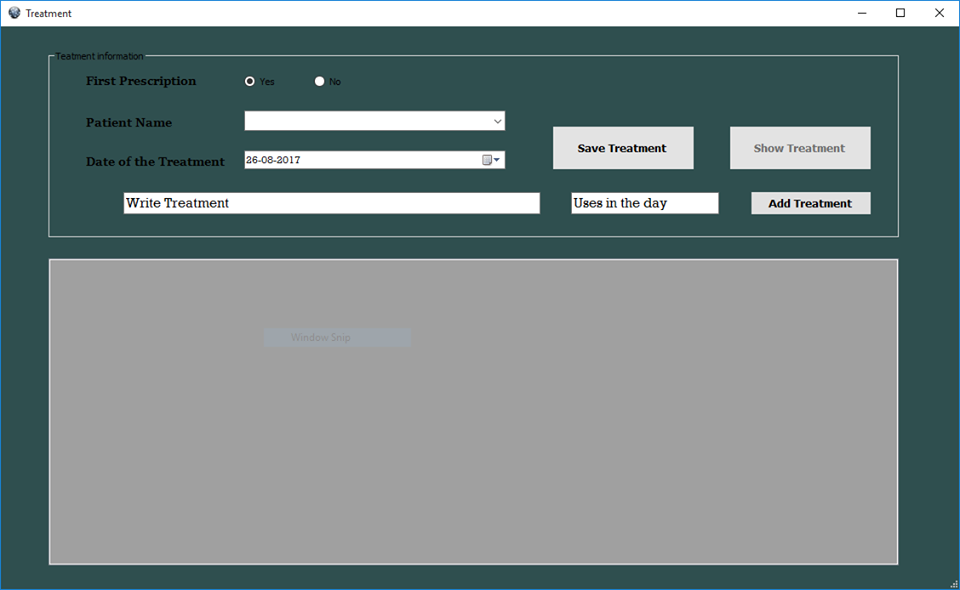 Treatment
Teatment information
First Prescription Yes No
Patient Name
Save Treatment Show Treatment
Date of the Treatment 26-08-2017
Write Treatment Uses in the day Add Treatment
Window Snip